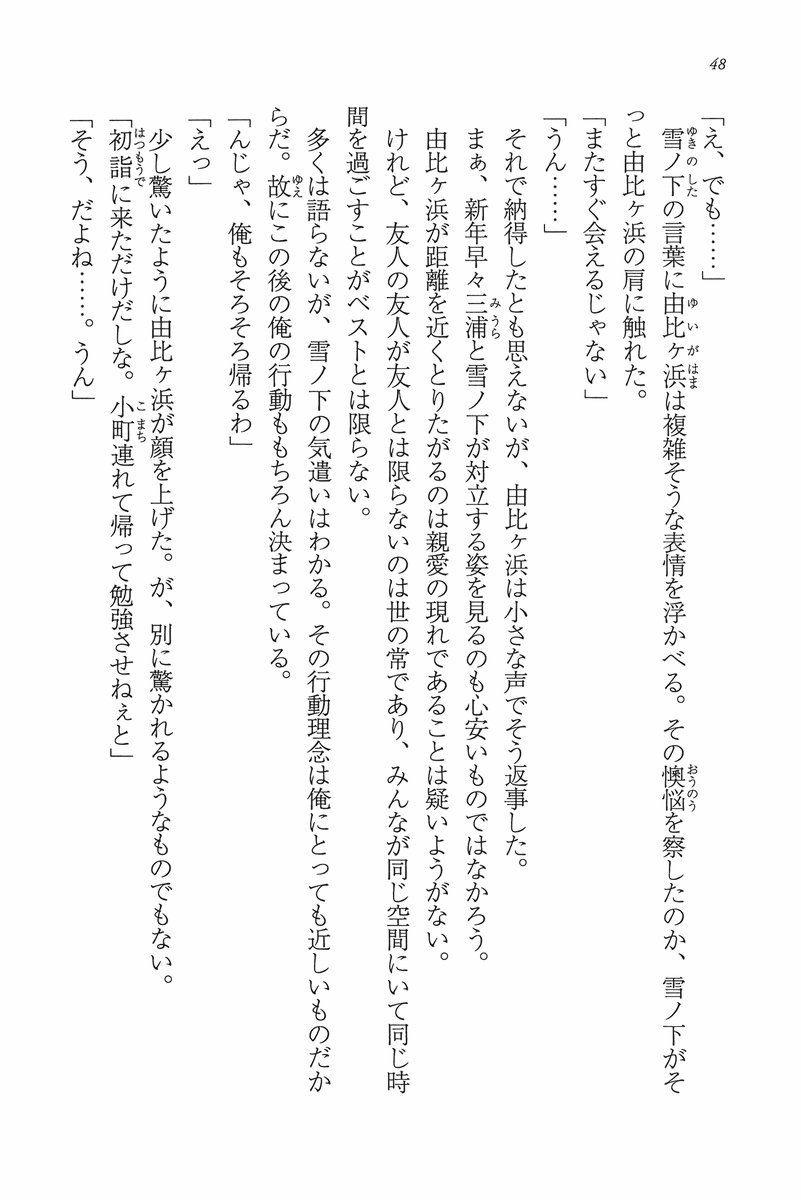 48
「え、でも……」
　雪ノ下の言葉に由比ヶ浜は複雑そうな表情を浮かべる。その懊悩を察したのか、雪ノ下がそ
っと由比ヶ浜の肩に触れた。
「またすぐ会えるじゃない」
「うん……」
　それで納得したとも思えないが、由比ヶ浜は小さな声でそう返事した。
　まぁ、新年早々三浦と雪ノ下が対立する姿を見るのも心安いものではなかろう。
　由比ヶ浜が距離を近くとりたがるのは親愛の現れであることは疑いようがない。
　けれど、友人の友人が友人とは限らないのは世の常であり、みんなが同じ空間にいて同じ時
間を過ごすことがベストとは限らない。
　多くは語らないが、雪ノ下の気遣いはわかる。その行動理念は俺にとっても近しいものだか
らだ。故にこの後の俺の行動ももちろん決まっている。
「んじゃ、俺もそろそろ帰るわ」
「えっ」
　少し驚いたように由比ヶ浜が顔を上げた。が、別に驚かれるようなものでもない。
「初詣に来ただけだしな。小町連れて帰って勉強させねぇと」
「そう、だよね……。うん」